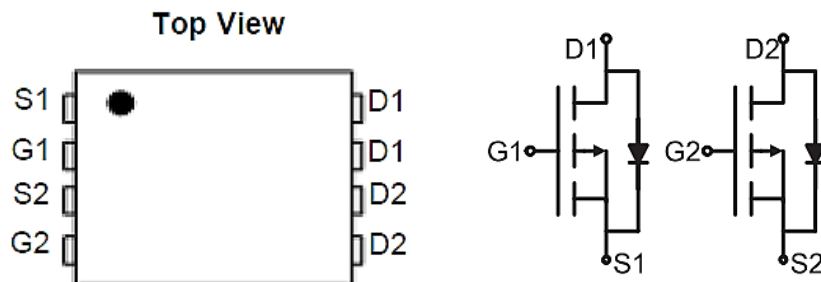 Top View
S1 D1
G1 D1
S2 D2
G2 D2
D1
G1
S1
D2
G2
S2